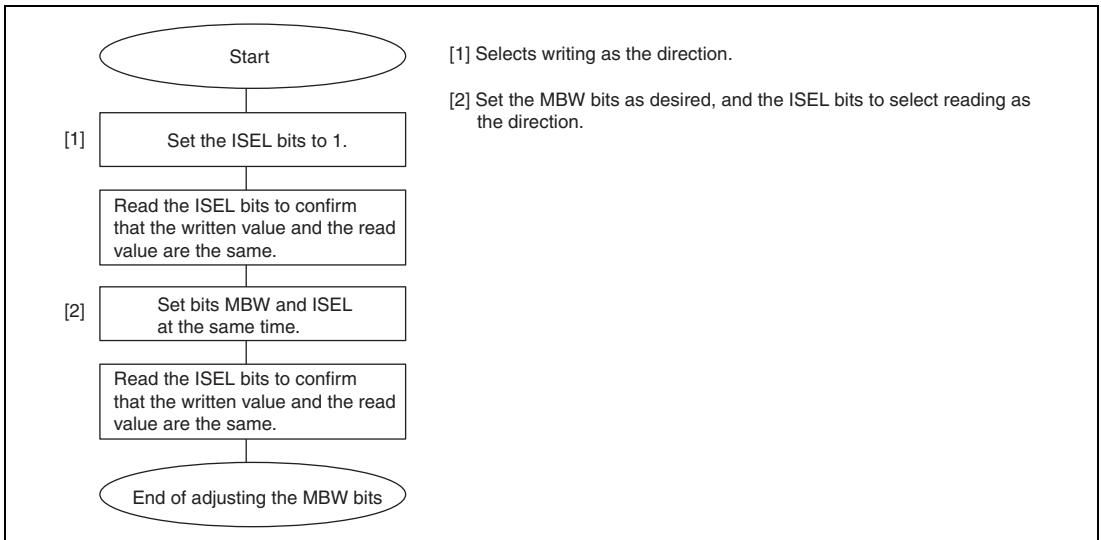 Start
[1] Selects writing as the direction.
[2] Set the MBW bits as desired, and the ISEL bits to select reading as
the direction.
[1]
Set the ISEL bits to 1.
Read the ISEL bits to confirm
that the written value and the read
value are the same.
[2]
Set bits MBW and ISEL
at the same time.
Read the ISEL bits to confirm
that the written value and the read
value are the same.
End of adjusting the MBW bits